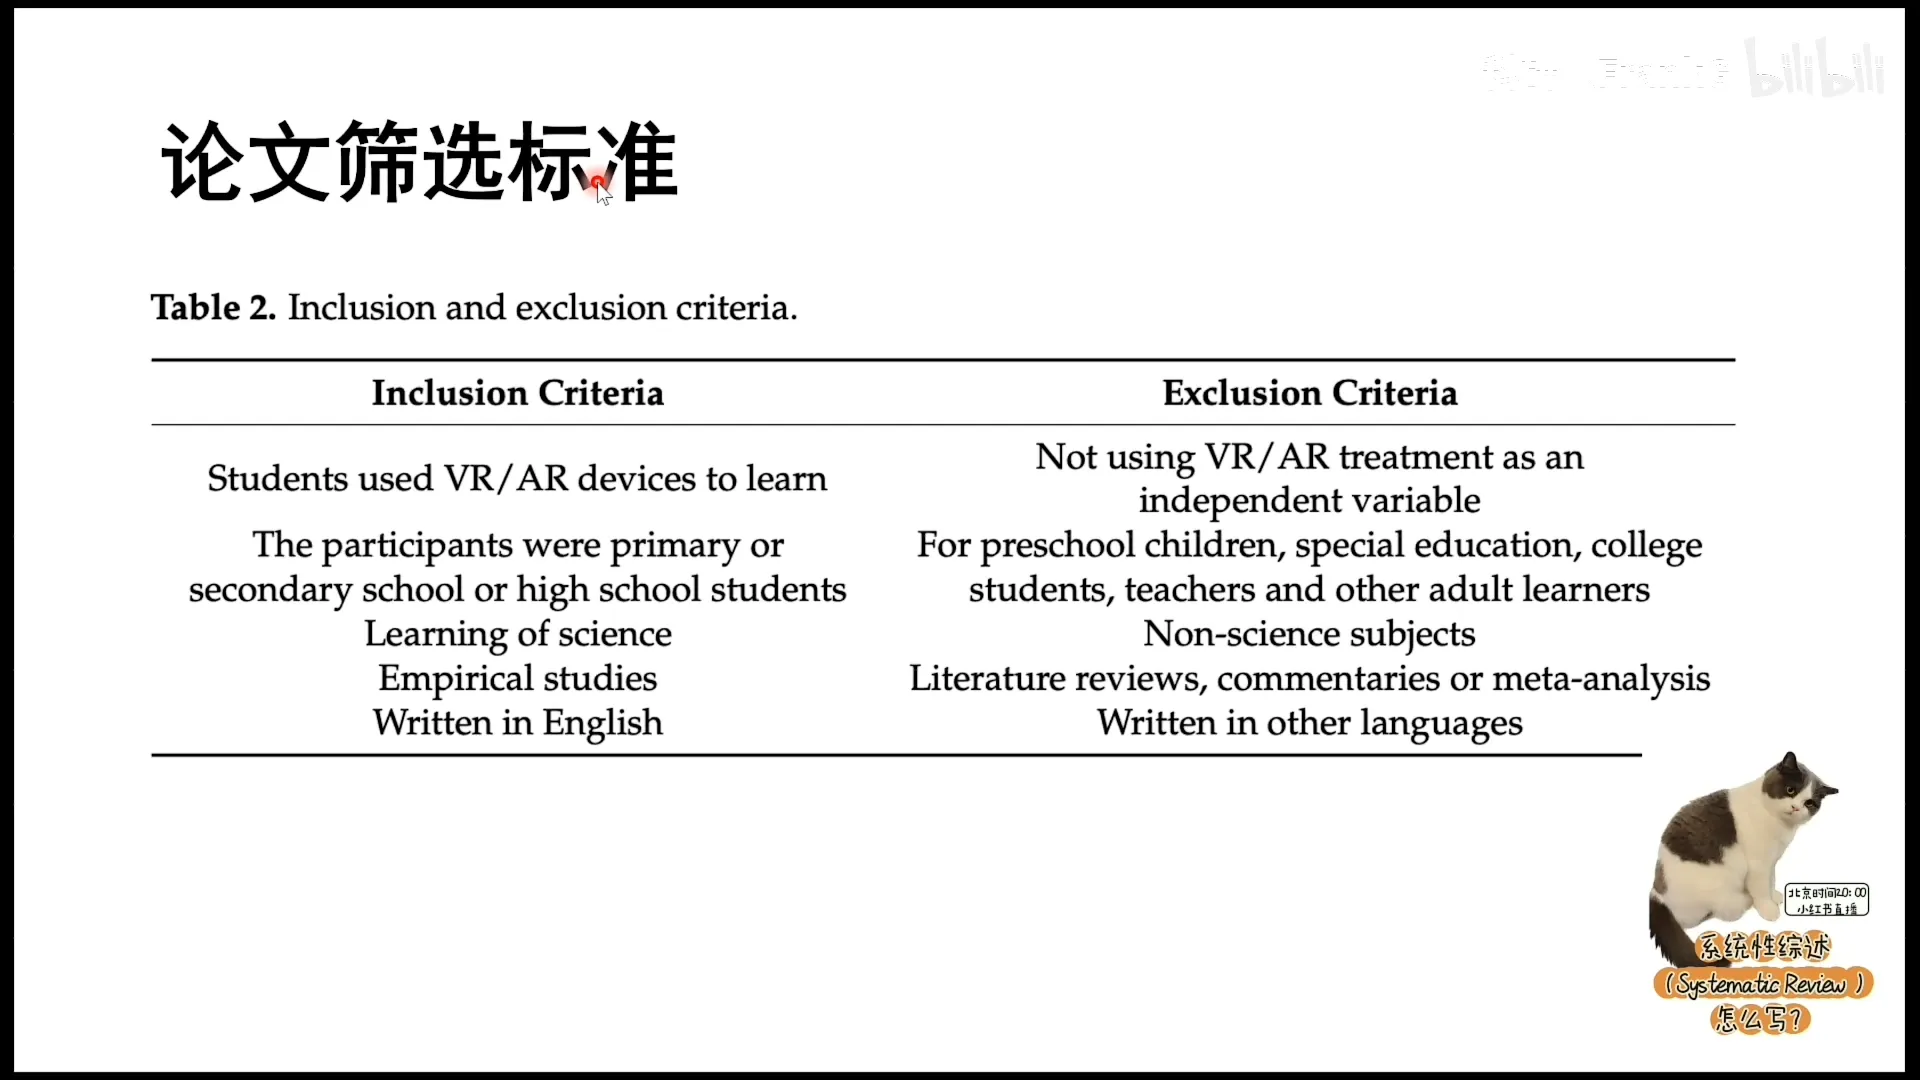 bilibili
论文筛选标准
Table 2. Inclusion and exclusion criteria.
Inclusion Criteria
Exclusion Criteria
Students used VR/AR devices to learn
Not using VR/AR treatment as an
independent variable
The participants were primary or
secondary school or high school students
For preschool children, special education, college
students, teachers and other adult learners
Learning of science
Non-science subjects
Empirical studies
Literature reviews, commentaries or meta-analysis
Written in English
Written in other languages
北京时间20:00
小红书直播
系统性综述
(Systematic Review)
怎么写?